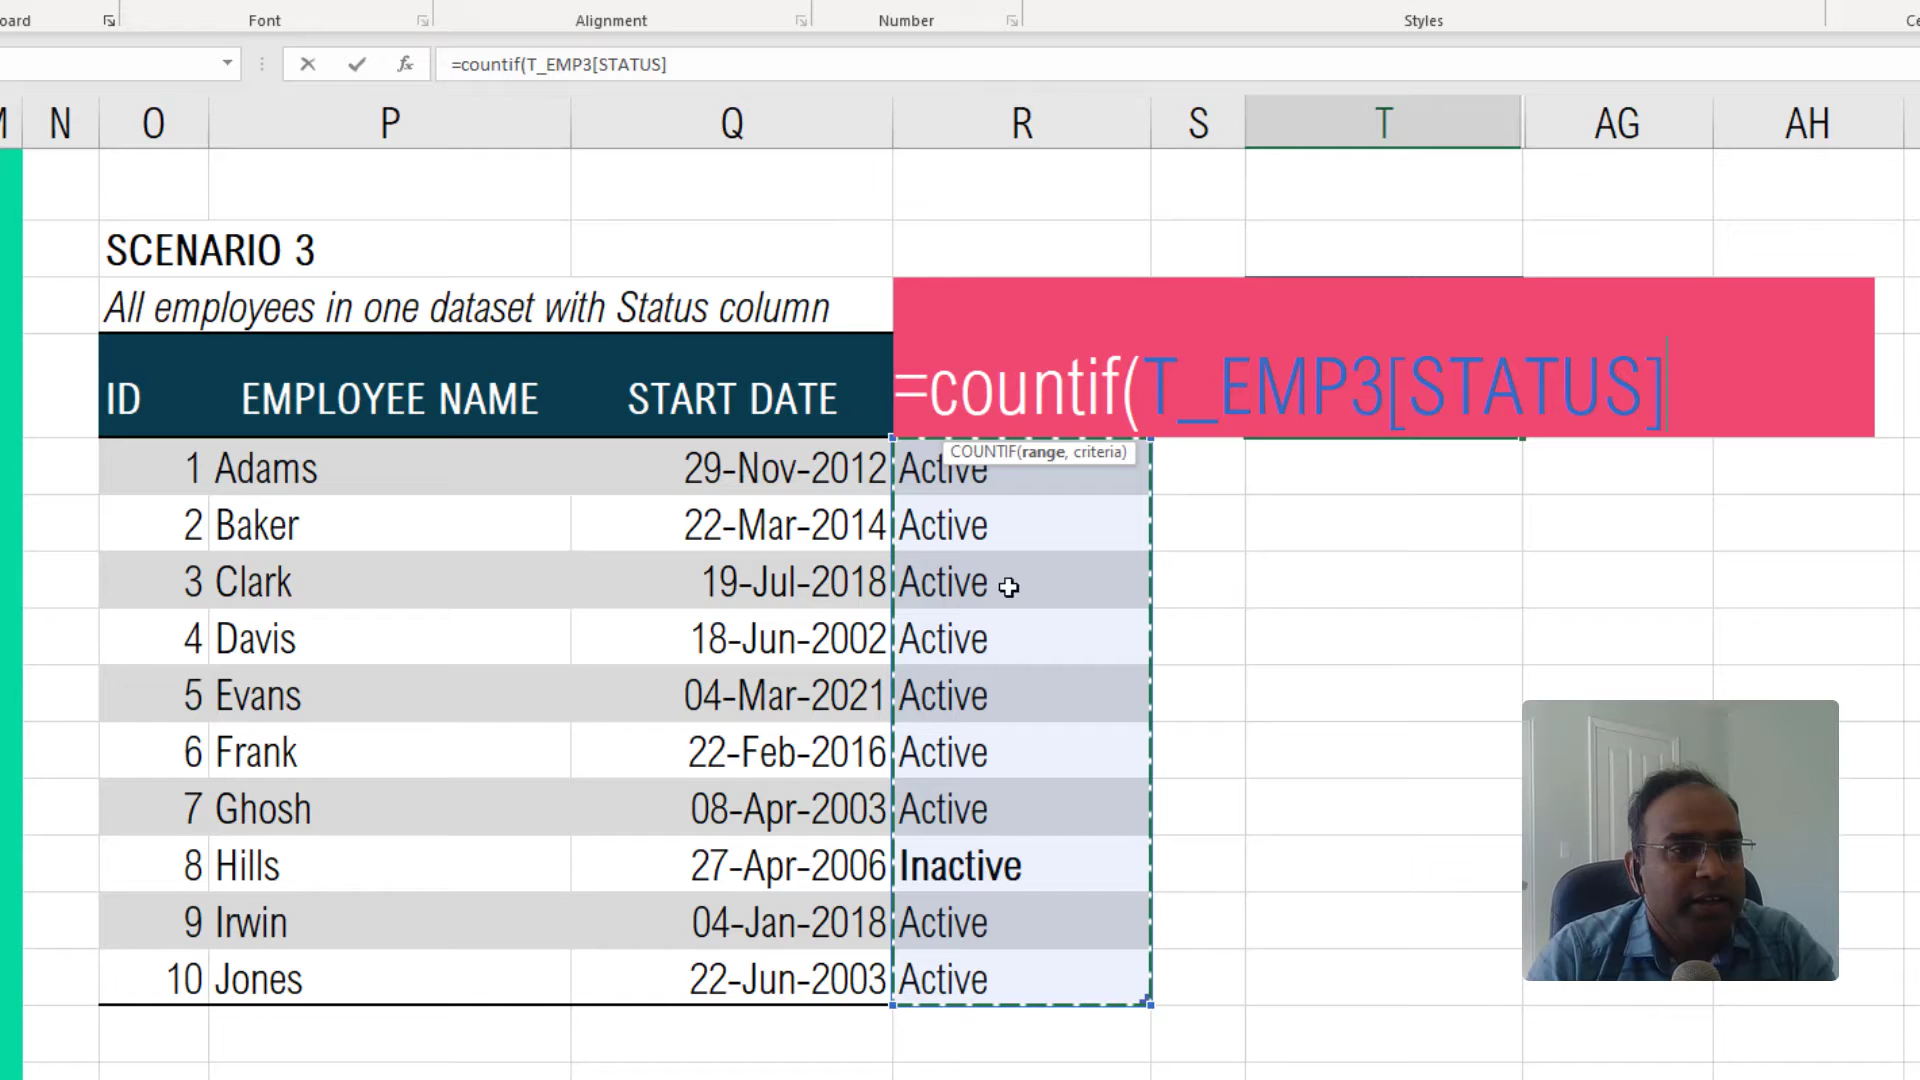 oard Font Alignment Number Styles Ce
=countif(T_EMP3[STATUS]
M N O P Q R S T AG AH
SCENARIO 3
All employees in one dataset with Status column
ID EMPLOYEE NAME START DATE =countif(T_EMP3[STATUS]
COUNTIF(range, criteria)
1 Adams 29-Nov-2012 Active
2 Baker 22-Mar-2014 Active
3 Clark 19-Jul-2018 Active
4 Davis 18-Jun-2002 Active
5 Evans 04-Mar-2021 Active
6 Frank 22-Feb-2016 Active
7 Ghosh 08-Apr-2003 Active
8 Hills 27-Apr-2006 Inactive
9 Irwin 04-Jan-2018 Active
10 Jones 22-Jun-2003 Active